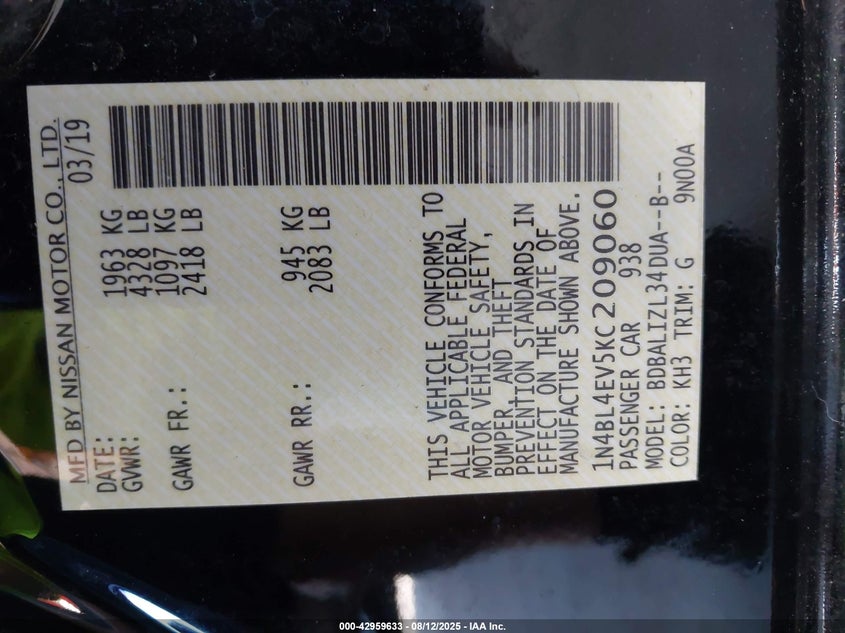 MFD BY NISSAN MOTOR CO., LTD.
DATE: 03/19
GVWR: 1963 KG
4328 LB
GAWR FR.: 1097 KG
2418 LB
GAWR RR.: 945 KG
2083 LB
THIS VEHICLE CONFORMS TO
ALL APPLICABLE FEDERAL
MOTOR VEHICLE SAFETY,
BUMPER, AND THEFT
PREVENTION STANDARDS IN
EFFECT ON THE DATE OF
MANUFACTURE SHOWN ABOVE.
1N4BL4EV5KC209060
PASSENGER CAR 938
MODEL: BDBALIZL34DUA--B--
COLOR: KH3 TRIM: G 9N00A
000-42959633 - 08/12/2025 - IAA Inc.